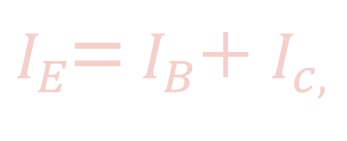 I_E = I_B + I_c,